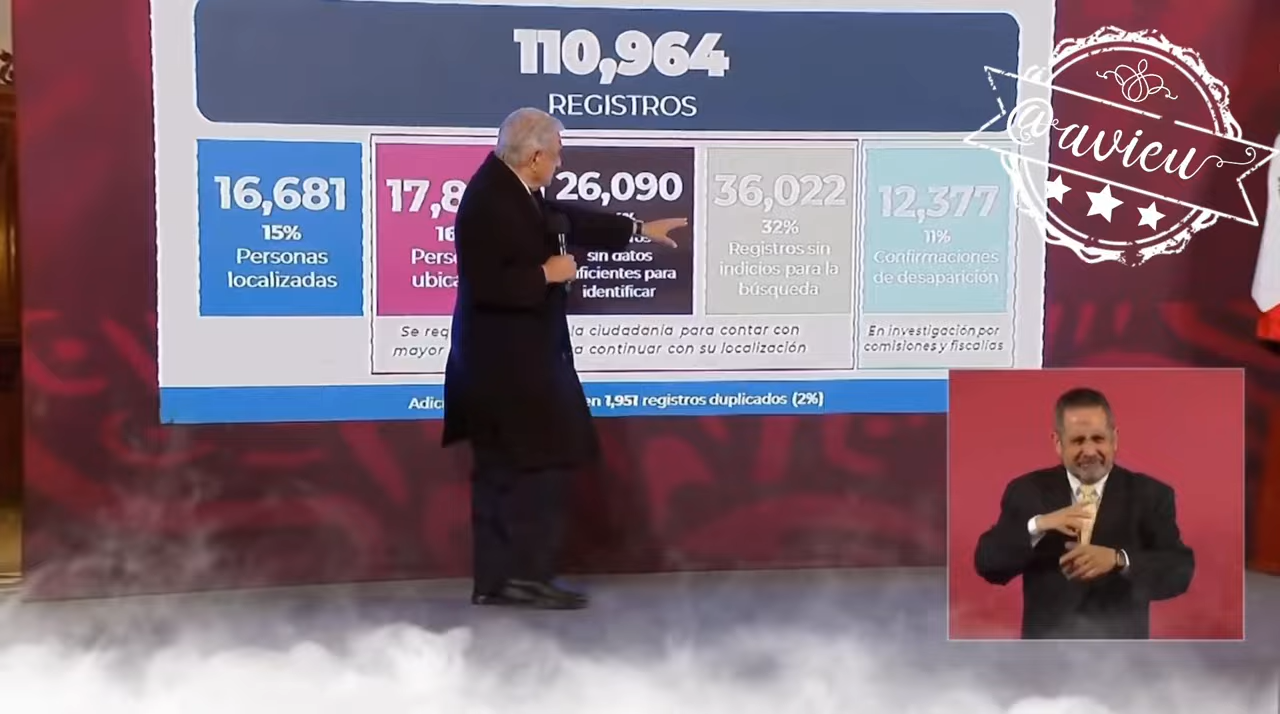 110,964
REGISTROS
16,681
15%
Personas
localizadas
17,8
16
Pers
ubica
26,090
sin datos
ficientes para
identificar
36,022
32%
Registros sin
indicios para la
búsqueda
12,377
11%
Confirmaciones
de desaparición
Se req la ciudadanía para contar con
mayor a continuar con su localización
En investigación por
comisiones y fiscalías
Adic en 1,951 registros duplicados (2%)
@avicu